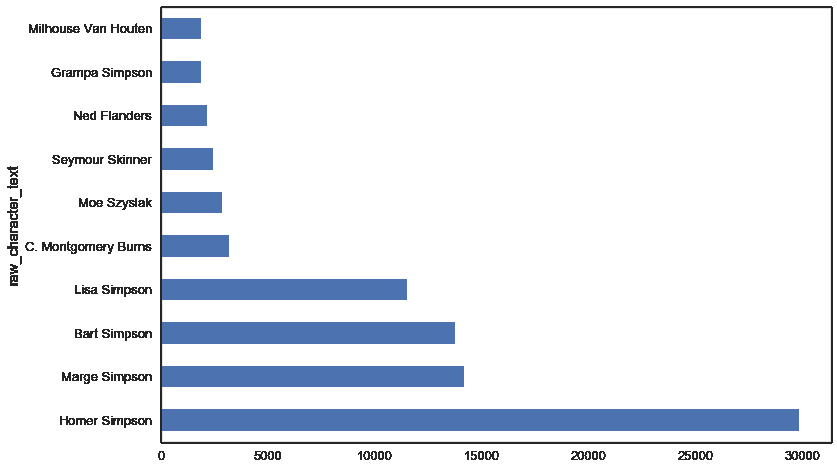 Milhouse Van Houten
Grampa Simpson
Ned Flanders
Seymour Skinner
Moe Szyslak
C. Montgomery Burns
Lisa Simpson
Bart Simpson
Marge Simpson
Homer Simpson
raw_character_text
0 5000 10000 15000 20000 25000 30000